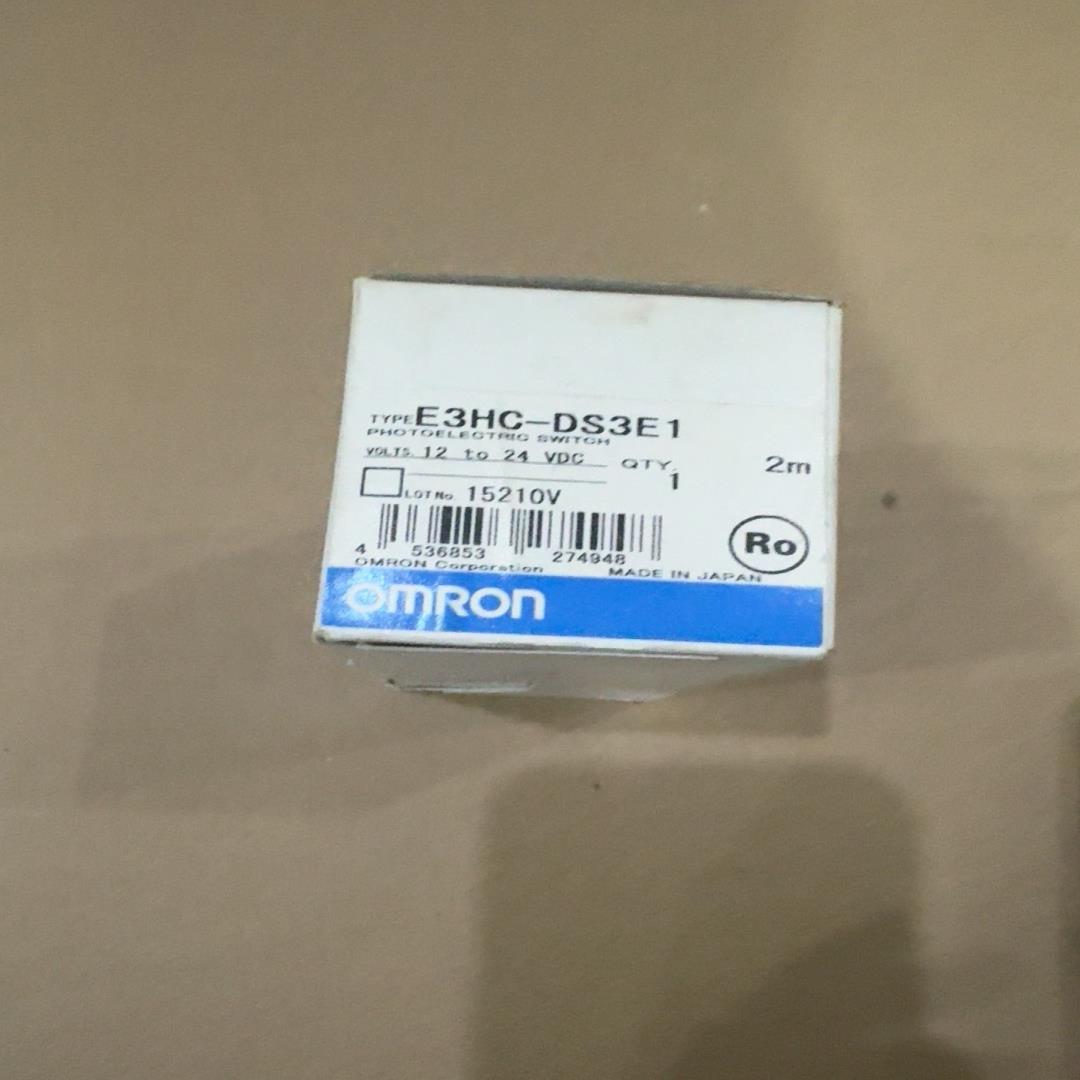 TYPE E3HC-DS3E1
PHOTOELECTRIC SWITCH
VOLTS. 12 to 24 VDC QTY. 1 2m
LOT No. 15210V
Ro
4 536853 274948
OMRON Corporation MADE IN JAPAN
OMRON